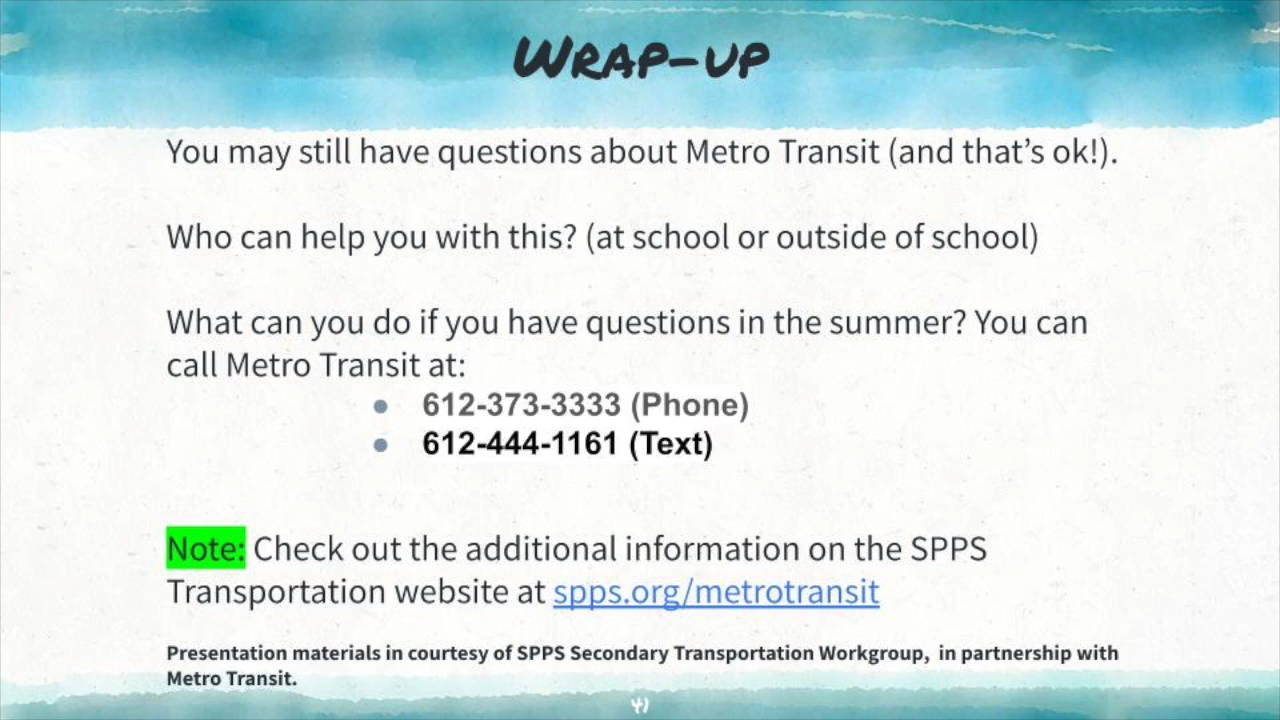 Wrap-up
You may still have questions about Metro Transit (and that's ok!).
Who can help you with this? (at school or outside of school)
What can you do if you have questions in the summer? You can
call Metro Transit at:
● 612-373-3333 (Phone)
● 612-444-1161 (Text)
Note: Check out the additional information on the SPPS
Transportation website at spps.org/metrotransit
Presentation materials in courtesy of SPPS Secondary Transportation Workgroup, in partnership with
Metro Transit.
41